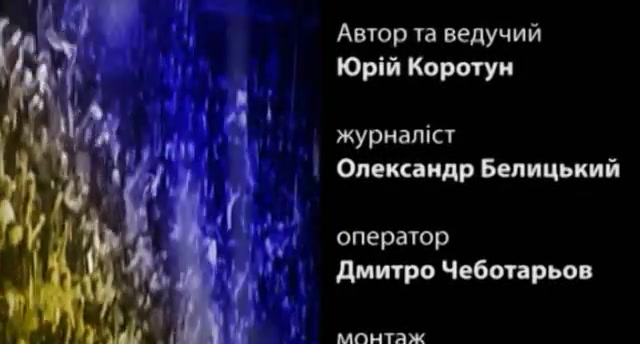 Автор та ведучий
Юрій Коротун
журналіст
Олександр Белицький
оператор
Дмитро Чеботарьов
монтаж